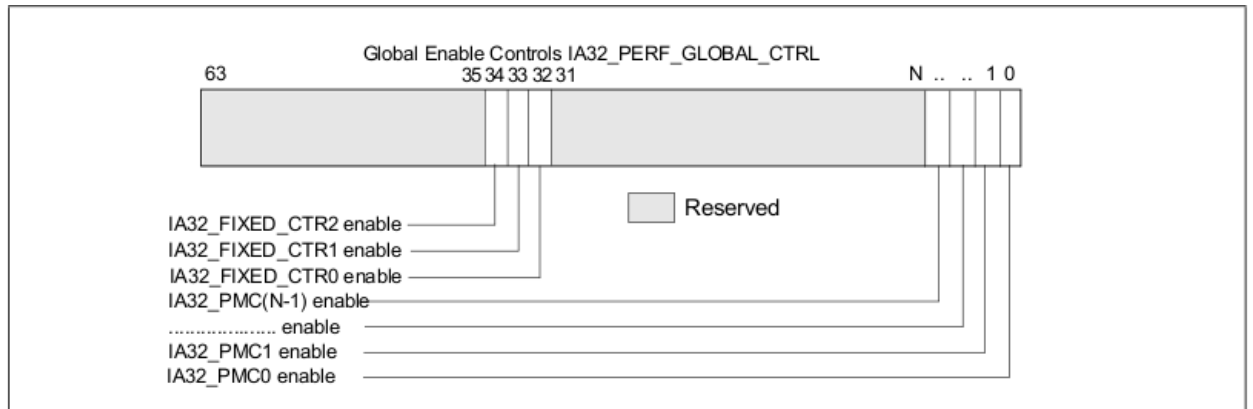 Global Enable Controls IA32_PERF_GLOBAL_CTRL
63 35 34 33 32 31 N .. .. 1 0
Reserved
IA32_FIXED_CTR2 enable
IA32_FIXED_CTR1 enable
IA32_FIXED_CTR0 enable
IA32_PMC(N-1) enable
..................... enable
IA32_PMC1 enable
IA32_PMC0 enable